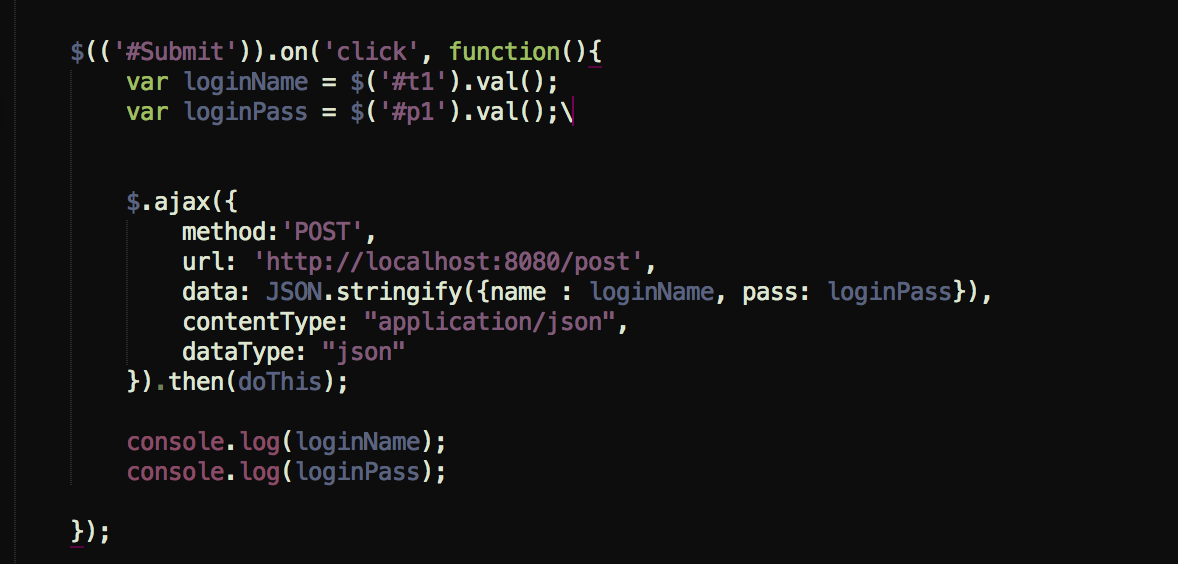 $(('#Submit')).on('click', function(){
    var loginName = $('#t1').val();
    var loginPass = $('#p1').val();\
    $.ajax({
        method:'POST',
        url: 'http://localhost:8080/post',
        data: JSON.stringify({name : loginName, pass: loginPass}),
        contentType: "application/json",
        dataType: "json"
    }).then(doThis);
    console.log(loginName);
    console.log(loginPass);
});